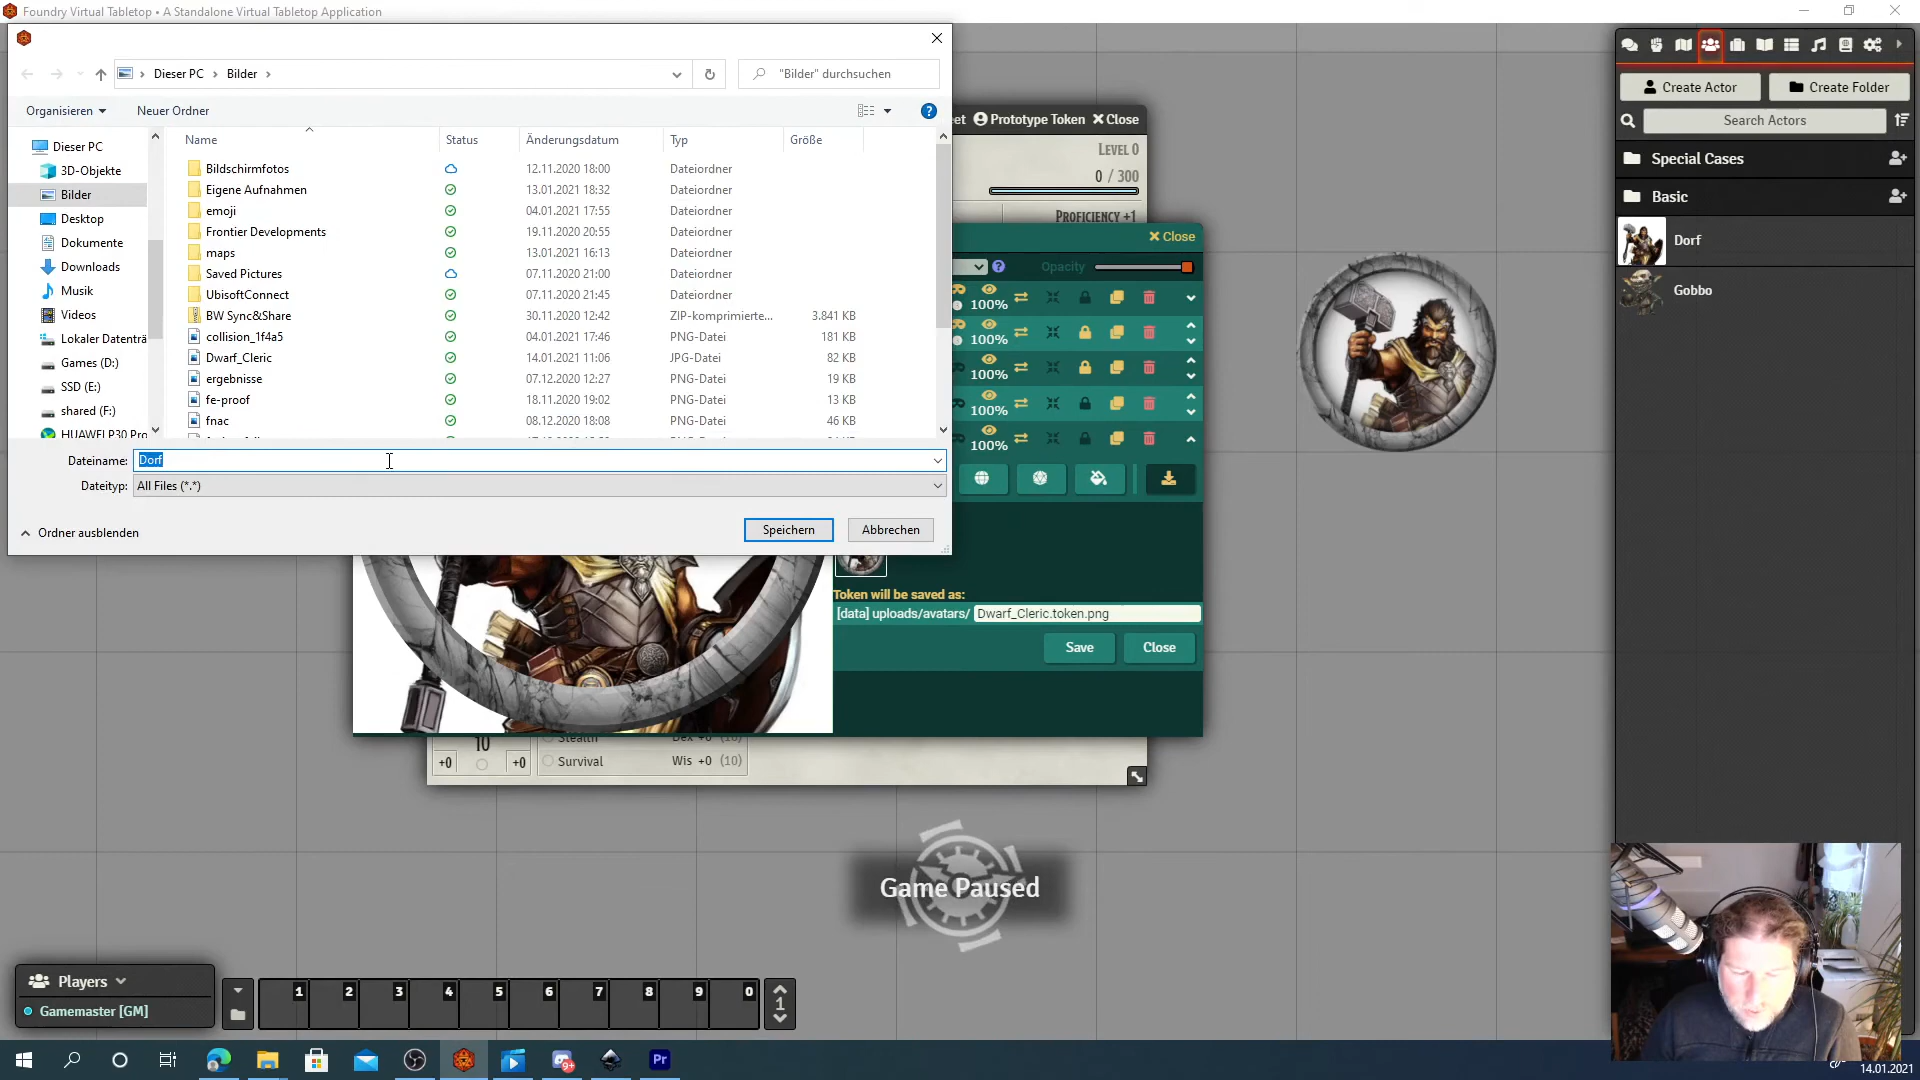 Foundry Virtual Tabletop • A Standalone Virtual Tabletop Application
Dieser PC › Bilder ›
"Bilder" durchsuchen
Organisieren
Neuer Ordner
Name Status Änderungsdatum Typ Größe
Dieser PC
3D-Objekte
Bilder
Desktop
Dokumente
Downloads
Musik
Videos
Lokaler Datenträ
Games (D:)
SSD (E:)
shared (F:)
HUAWEI P30 Pro
Bildschirmfotos 12.11.2020 18:00 Dateiordner
Eigene Aufnahmen 13.01.2021 18:32 Dateiordner
emoji 04.01.2021 17:55 Dateiordner
Frontier Developments 19.11.2020 20:55 Dateiordner
maps 13.01.2021 16:13 Dateiordner
Saved Pictures 07.11.2020 21:00 Dateiordner
UbisoftConnect 07.11.2020 21:45 Dateiordner
BW Sync&Share 30.11.2020 12:42 ZIP-komprimierte... 3.841 KB
collision_1f4a5 04.01.2021 17:46 PNG-Datei 181 KB
Dwarf_Cleric 14.01.2021 11:06 JPG-Datei 82 KB
ergebnisse 07.12.2020 12:27 PNG-Datei 19 KB
fe-proof 18.11.2020 19:02 PNG-Datei 13 KB
fnac 08.12.2020 18:08 PNG-Datei 46 KB
Dateiname: Dorf
Dateityp: All Files (*.*)
Ordner ausblenden
Speichern
Abbrechen
et Prototype Token Close
LEVEL 0
0 / 300
PROFICIENCY +1
Close
Opacity
100%
100%
100%
100%
100%
Token will be saved as:
[data] uploads/avatars/ Dwarf_Cleric.token.png
Save
Close
10
+0 +0
Stealth Dex +0 (10)
Survival Wis +0 (10)
Create Actor
Create Folder
Search Actors
Special Cases
Basic
Dorf
Gobbo
Game Paused
Players
Gamemaster [GM]
1 2 3 4 5 6 7 8 9 0
1
9+
Pr
14.01.2021